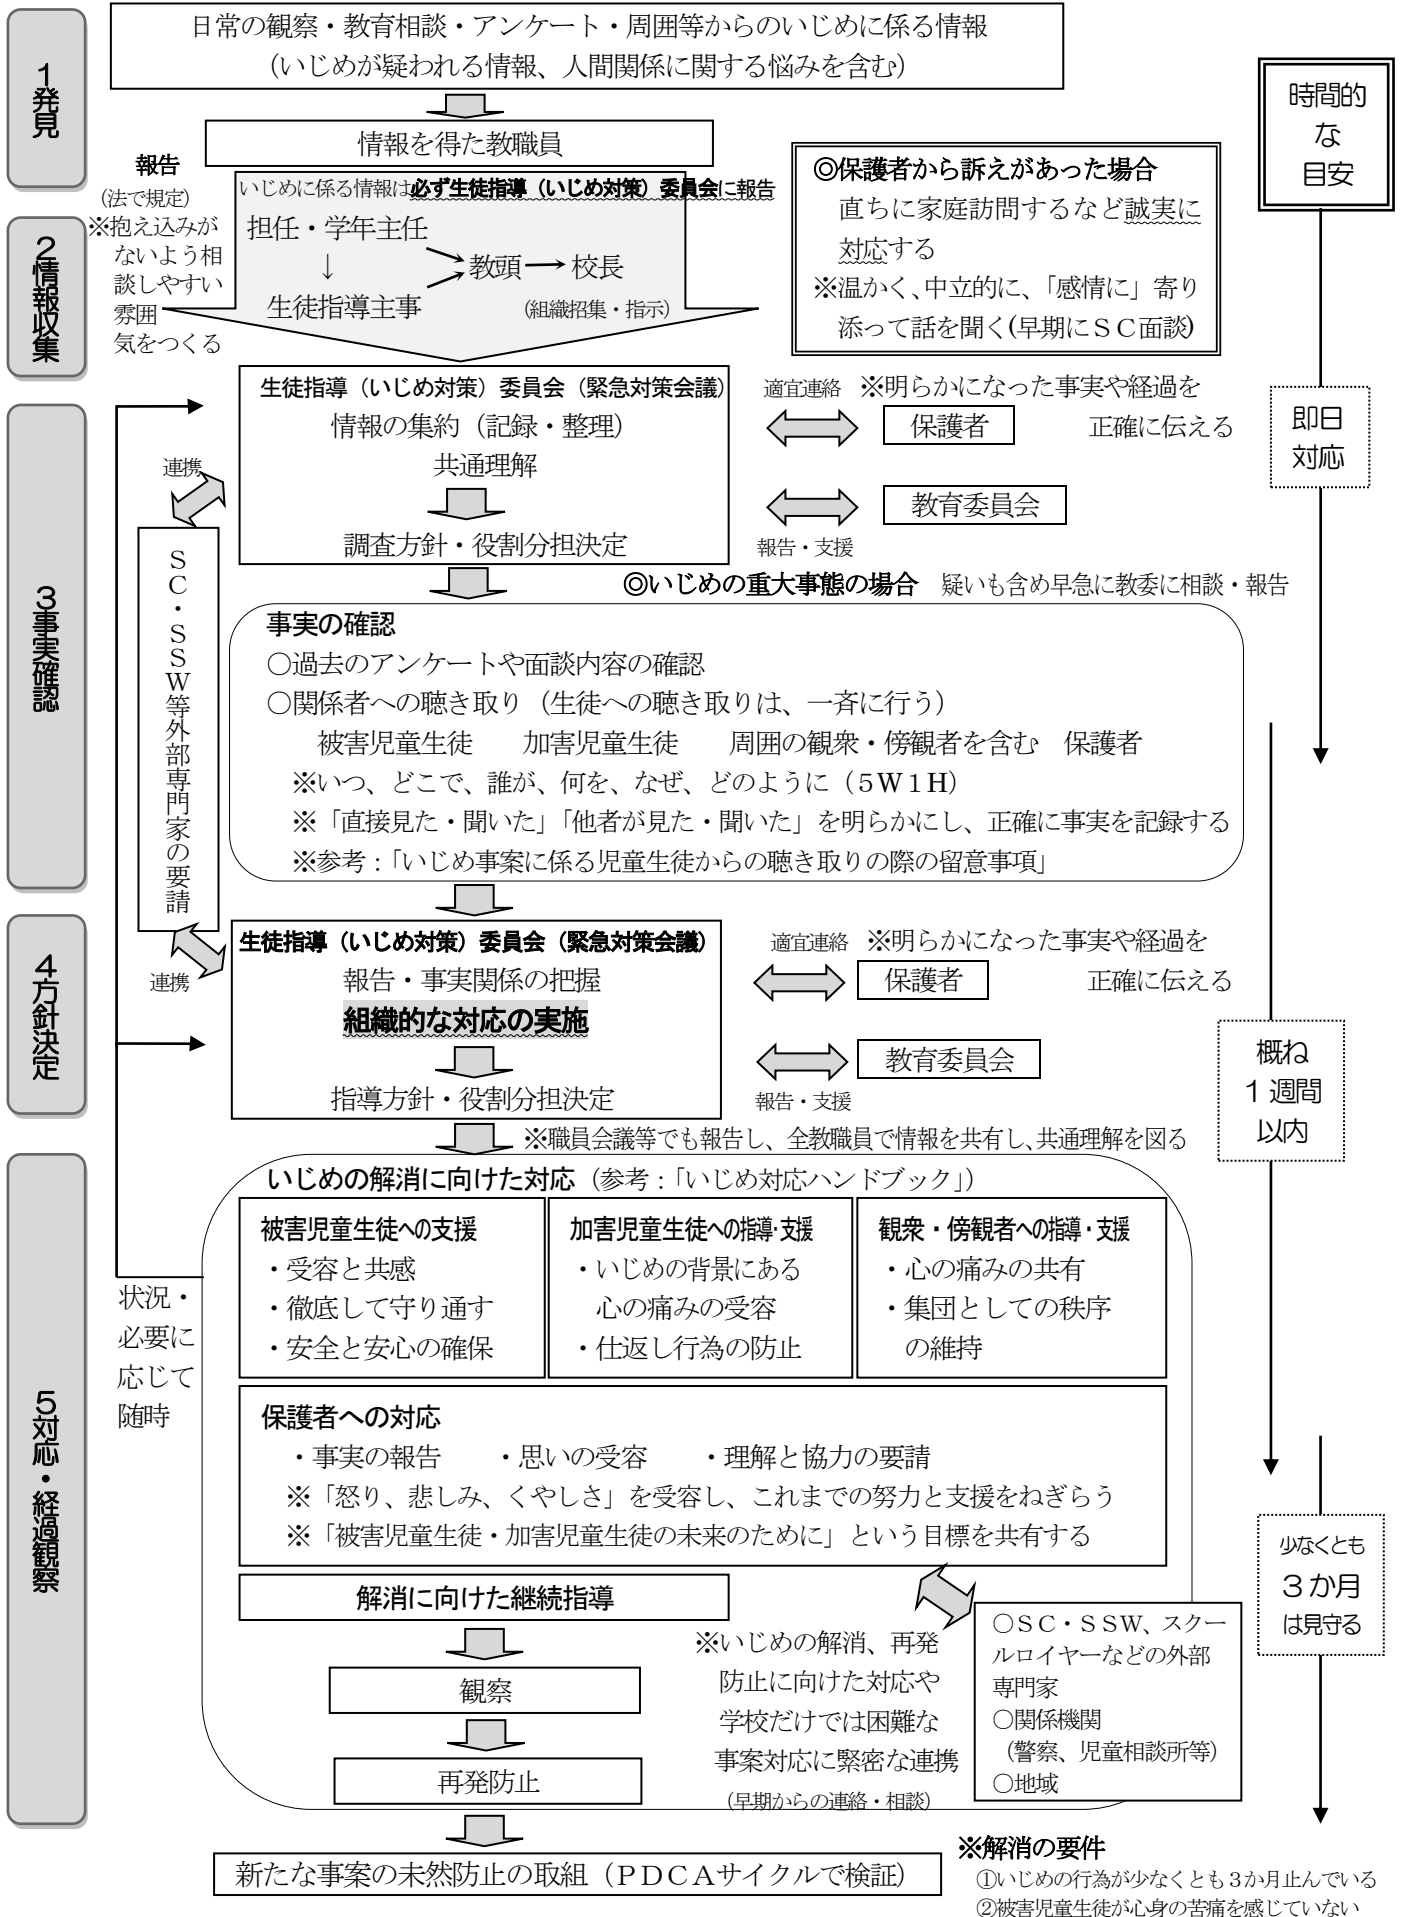 1発見
日常の観察・教育相談・アンケート・周囲等からのいじめに係る情報
(いじめが疑われる情報、人間関係に関する悩みを含む)
時間的
な
目安
情報を得た教職員
報告
(法で規定)
※抱え込みが
ないよう相
談しやすい
雰囲
気をつくる
2情報収集
いじめに係る情報は必ず生徒指導（いじめ対策）委員会に報告
担任・学年主任
↓
生徒指導主事
教頭
校長
(組織招集・指示)
◎保護者から訴えがあった場合
直ちに家庭訪問するなど誠実に
対応する
※温かく、中立的に、「感情に」寄り
添って話を聞く(早期にＳＣ面談)
3事実確認
生徒指導（いじめ対策）委員会（緊急対策会議）
情報の集約（記録・整理）
共通理解
調査方針・役割分担決定
適宜連絡 ※明らかになった事実や経過を
保護者 正確に伝える
教育委員会
報告・支援
即日
対応
連携
ＳＣ・ＳＳＷ等外部専門家の要請
◎いじめの重大事態の場合 疑いも含め早急に教委に相談・報告
事実の確認
○過去のアンケートや面談内容の確認
○関係者への聴き取り（生徒への聴き取りは、一斉に行う）
被害児童生徒 加害児童生徒 周囲の観衆・傍観者を含む 保護者
※いつ、どこで、誰が、何を、なぜ、どのように（５Ｗ１Ｈ）
※「直接見た・聞いた」「他者が見た・聞いた」を明らかにし、正確に事実を記録する
※参考：「いじめ事案に係る児童生徒からの聴き取りの際の留意事項」
4方針決定
連携
生徒指導（いじめ対策）委員会（緊急対策会議）
報告・事実関係の把握
組織的な対応の実施
指導方針・役割分担決定
適宜連絡 ※明らかになった事実や経過を
保護者 正確に伝える
教育委員会
報告・支援
概ね
1週間
以内
※職員会議等でも報告し、全教職員で情報を共有し、共通理解を図る
5対応・経過観察
状況・
必要に
応じて
随時
いじめの解消に向けた対応（参考：「いじめ対応ハンドブック」）
被害児童生徒への支援
・受容と共感
・徹底して守り通す
・安全と安心の確保
加害児童生徒への指導・支援
・いじめの背景にある
心の痛みの受容
・仕返し行為の防止
観衆・傍観者への指導・支援
・心の痛みの共有
・集団としての秩序
の維持
保護者への対応
・事実の報告 ・思いの受容 ・理解と協力の要請
※「怒り、悲しみ、くやしさ」を受容し、これまでの努力と支援をねぎらう
※「被害児童生徒・加害児童生徒の未来のために」という目標を共有する
少なくとも
3か月
は見守る
解消に向けた継続指導
観察
再発防止
※いじめの解消、再発
防止に向けた対応や
学校だけでは困難な
事案対応に緊密な連携
(早期からの連絡・相談)
○ＳＣ・ＳＳＷ、スクー
ルロイヤーなどの外部
専門家
○関係機関
（警察、児童相談所等）
○地域
新たな事案の未然防止の取組（ＰＤＣＡサイクルで検証）
※解消の要件
①いじめの行為が少なくとも３か月止んでいる
②被害児童生徒が心身の苦痛を感じていない